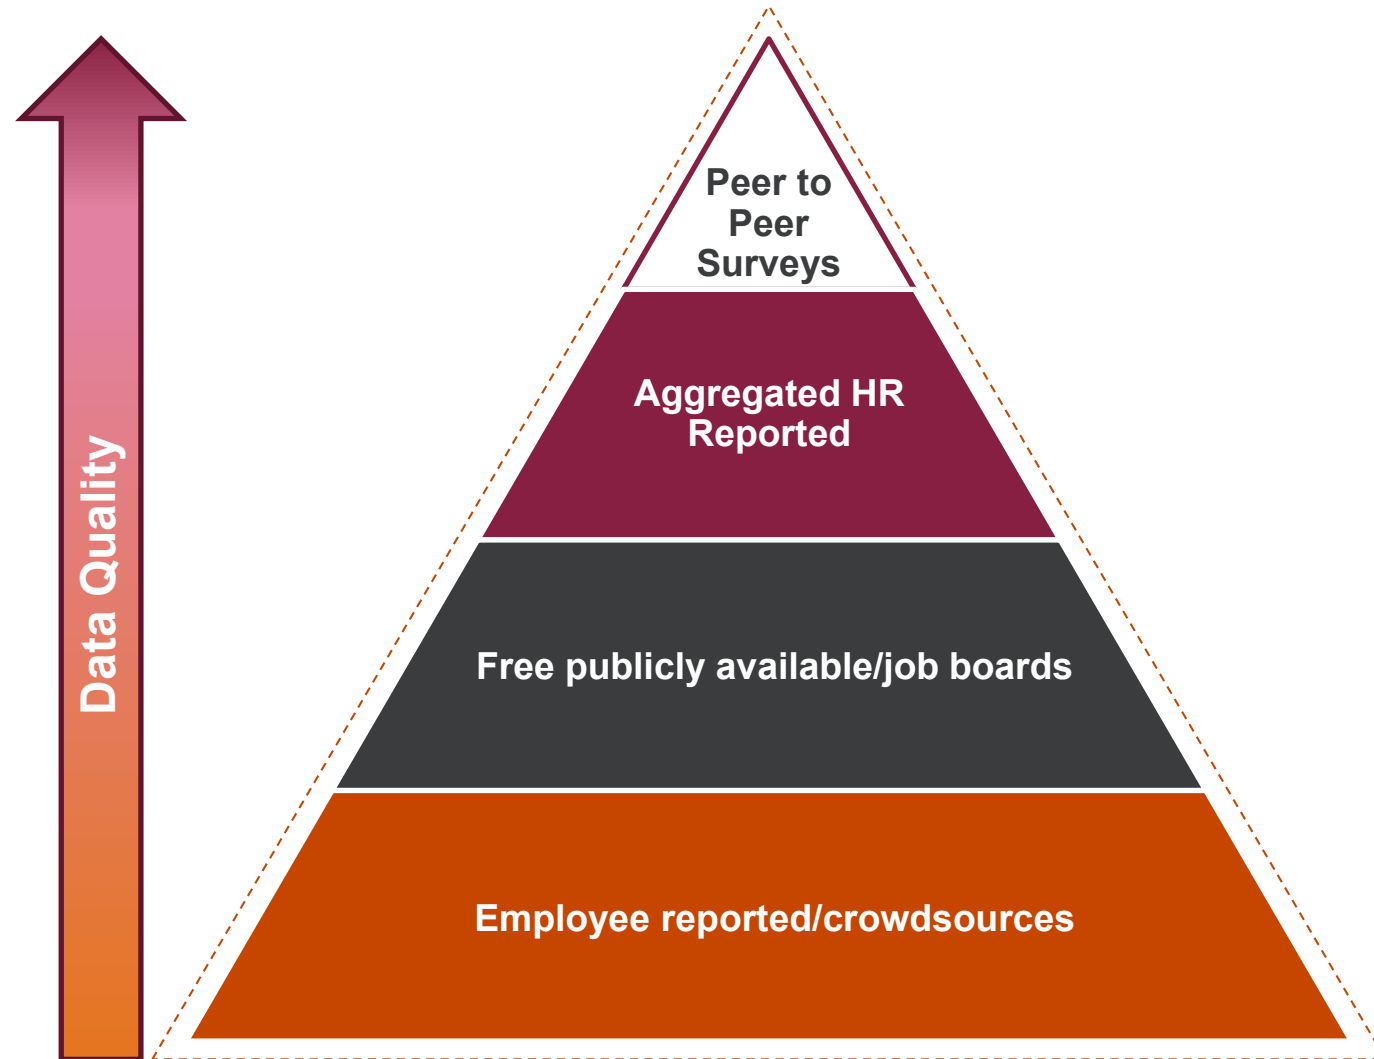 Data Quality
Peer to
Peer
Surveys
Aggregated HR
Reported
Free publicly available/job boards
Employee reported/crowdsources